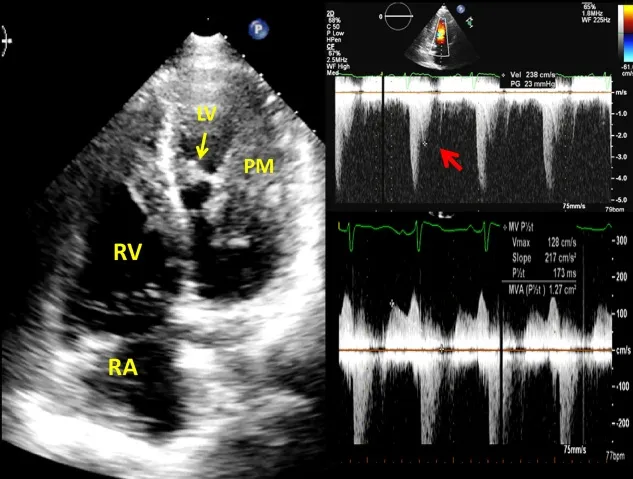 P
LV
PM
RV
RA
2D
68%
C 50
P Low
HPen
CF
67%
2.5MHz
WF High
Med
0
P
65%
1.8MHz
WF 225Hz
-61.
Vel 238 cm/s
PG 23 mmHg
m/s
-1.0
-2.0
-3.0
-4.0
-5.0
75mm/s
79bpm
MV P½t
Vmax 128 cm/s
Slope 217 cm/s²
P½t 173 ms
MVA (P½t) 1.27 cm²
300
200
100
cm/s
-100
-200
75mm/s
77bpm